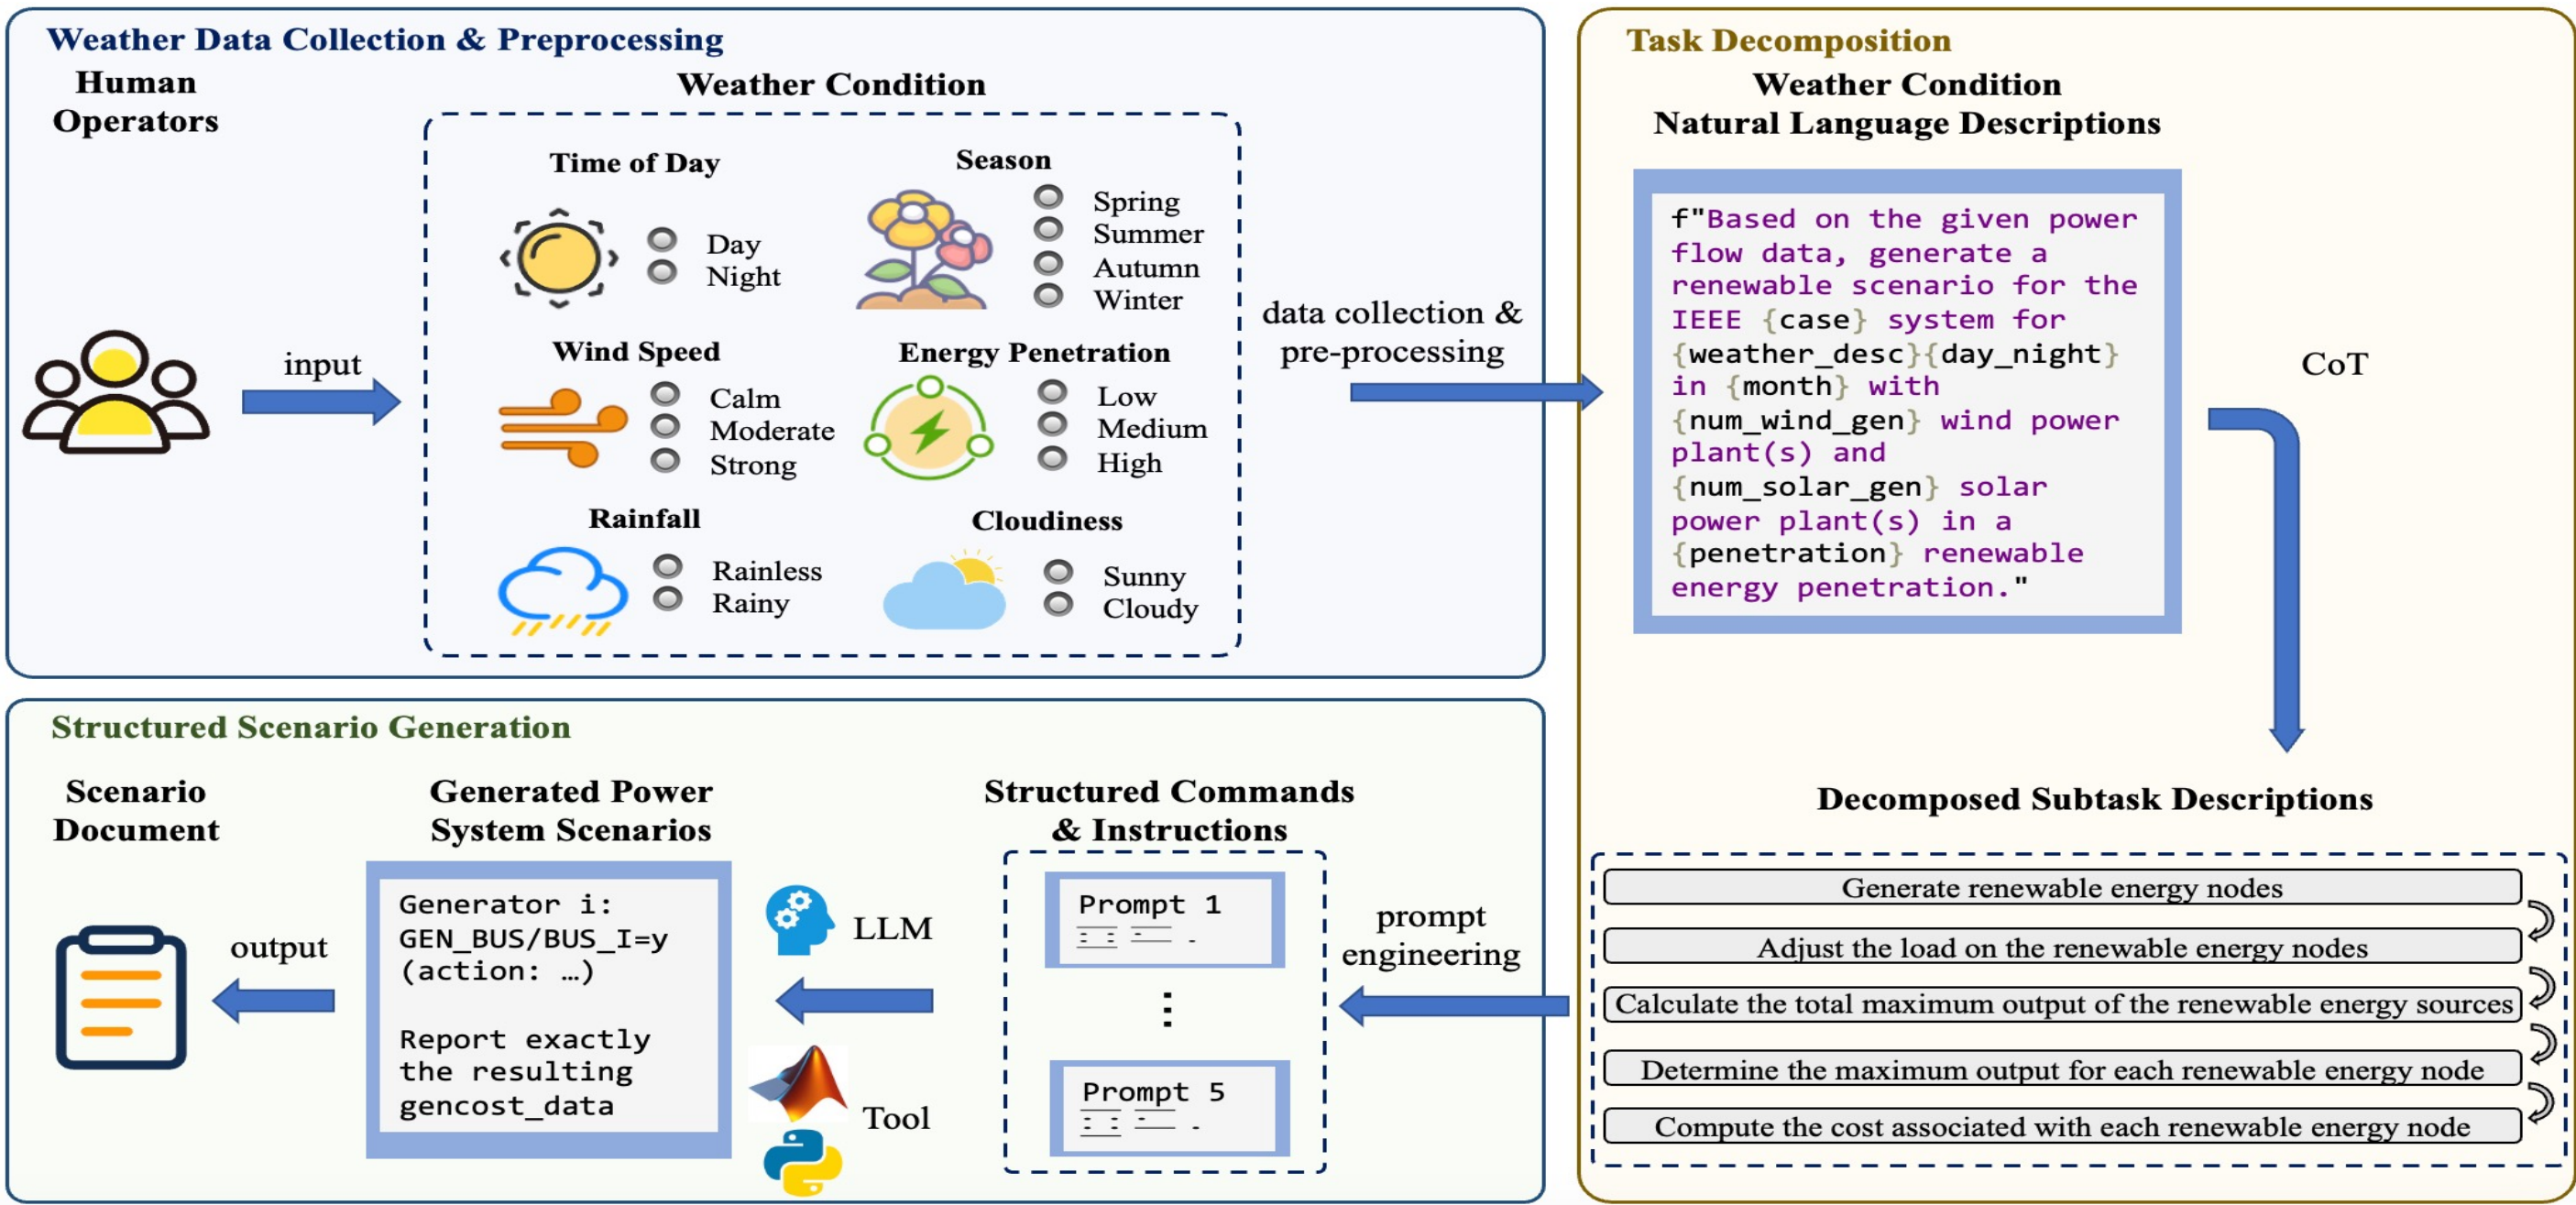 Weather Data Collection & Preprocessing
Human
Operators
input
Weather Condition
Time of Day
Day
Night
Season
Spring
Summer
Autumn
Winter
Wind Speed
Calm
Moderate
Strong
Energy Penetration
Low
Medium
High
Rainfall
Rainless
Rainy
Cloudiness
Sunny
Cloudy
data collection &
pre-processing
Task Decomposition
Weather Condition
Natural Language Descriptions
f"Based on the given power
flow data, generate a
renewable scenario for the
IEEE {case} system for
{weather_desc}{day_night}
in {month} with
{num_wind_gen} wind power
plant(s) and
{num_solar_gen} solar
power plant(s) in a
{penetration} renewable
energy penetration."
CoT
Decomposed Subtask Descriptions
Generate renewable energy nodes
Adjust the load on the renewable energy nodes
Calculate the total maximum output of the renewable energy sources
Determine the maximum output for each renewable energy node
Compute the cost associated with each renewable energy node
prompt
engineering
Structured Scenario Generation
Structured Commands
& Instructions
Prompt 1
⋮
Prompt 5
LLM
Tool
Generated Power
System Scenarios
Generator i:
GEN_BUS/BUS_I=y
(action: …)
Report exactly
the resulting
gencost_data
output
Scenario
Document